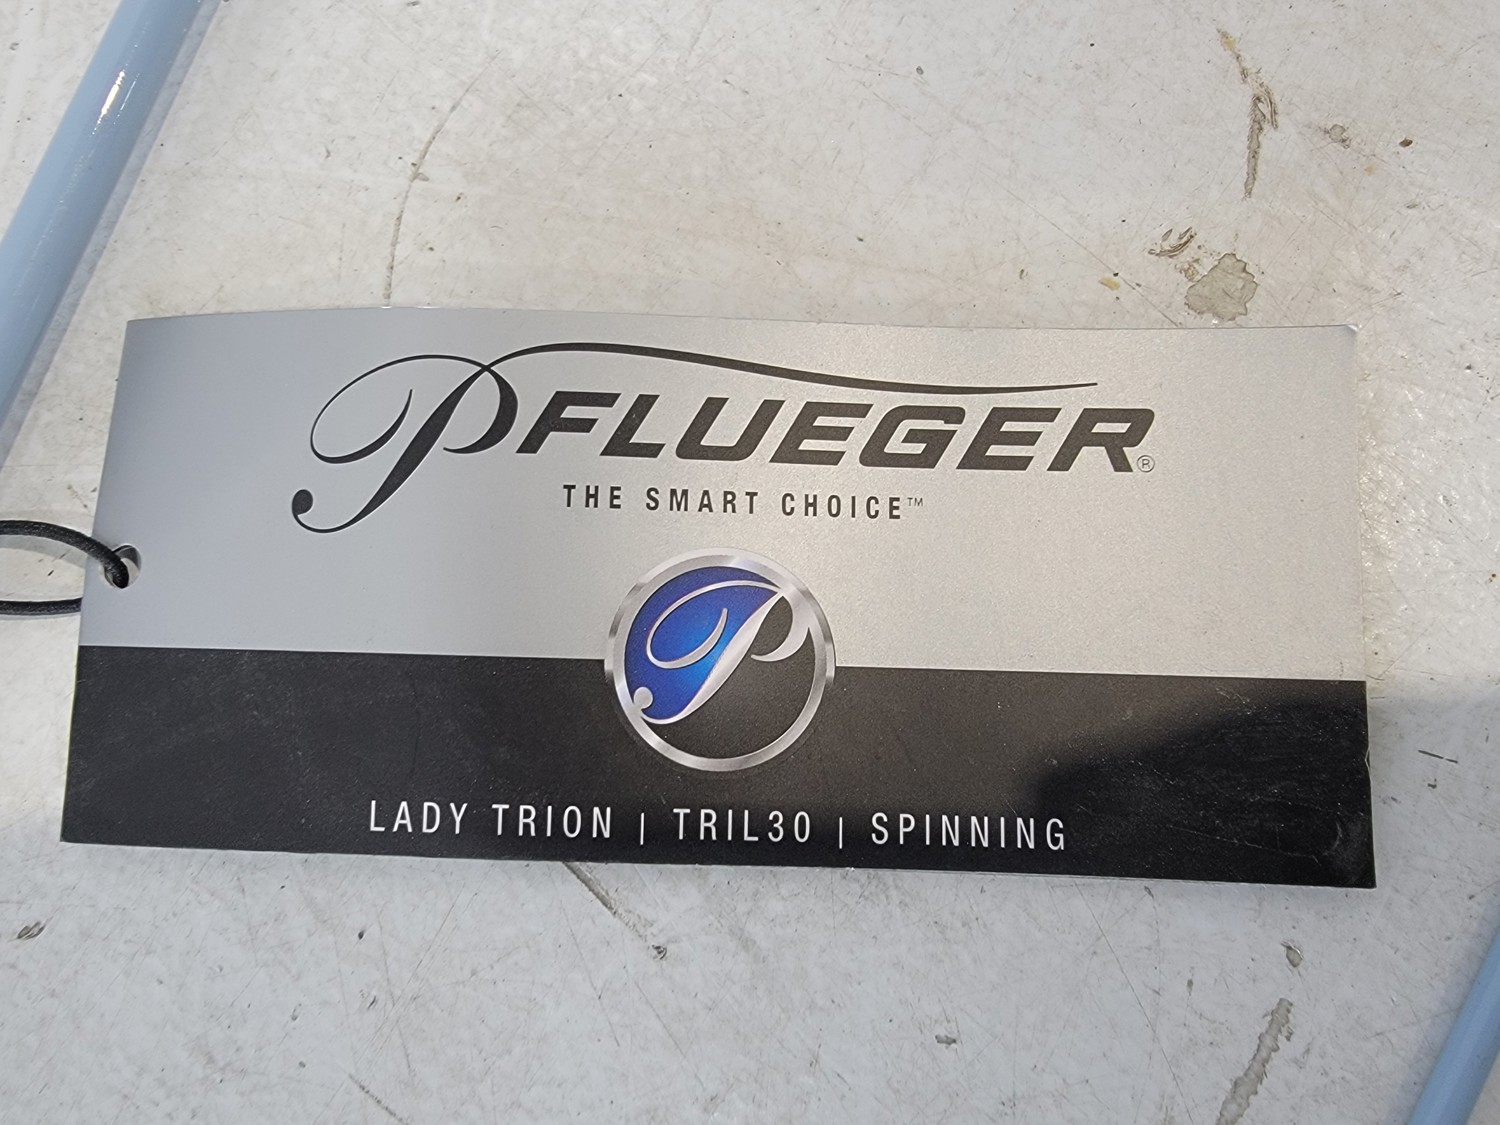 PFLUEGER®
THE SMART CHOICE™
P
LADY TRION | TRIL30 | SPINNING